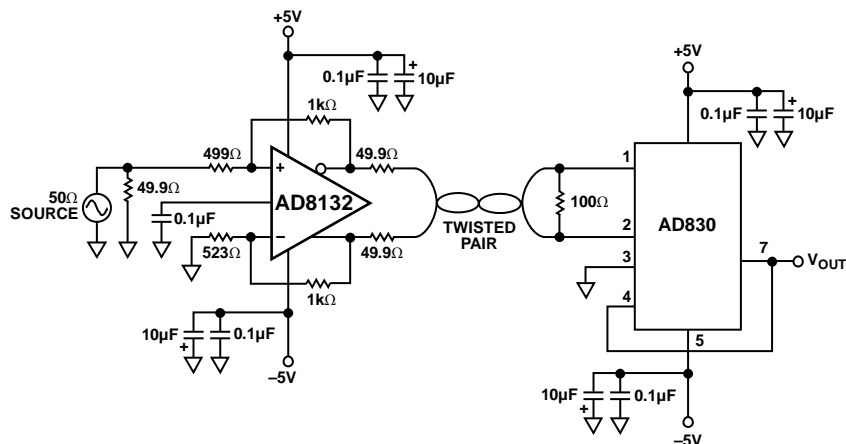 +5V
0.1µF
+
10µF
1kΩ
+5V
0.1µF
+
10µF
499Ω
49.9Ω
50Ω
SOURCE
49.9Ω
0.1µF
+
AD8132
−
523Ω
49.9Ω
1kΩ
TWISTED
PAIR
100Ω
1
2
3
4
AD830
7
VOUT
5
10µF
+
0.1µF
−5V
10µF
+
0.1µF
−5V